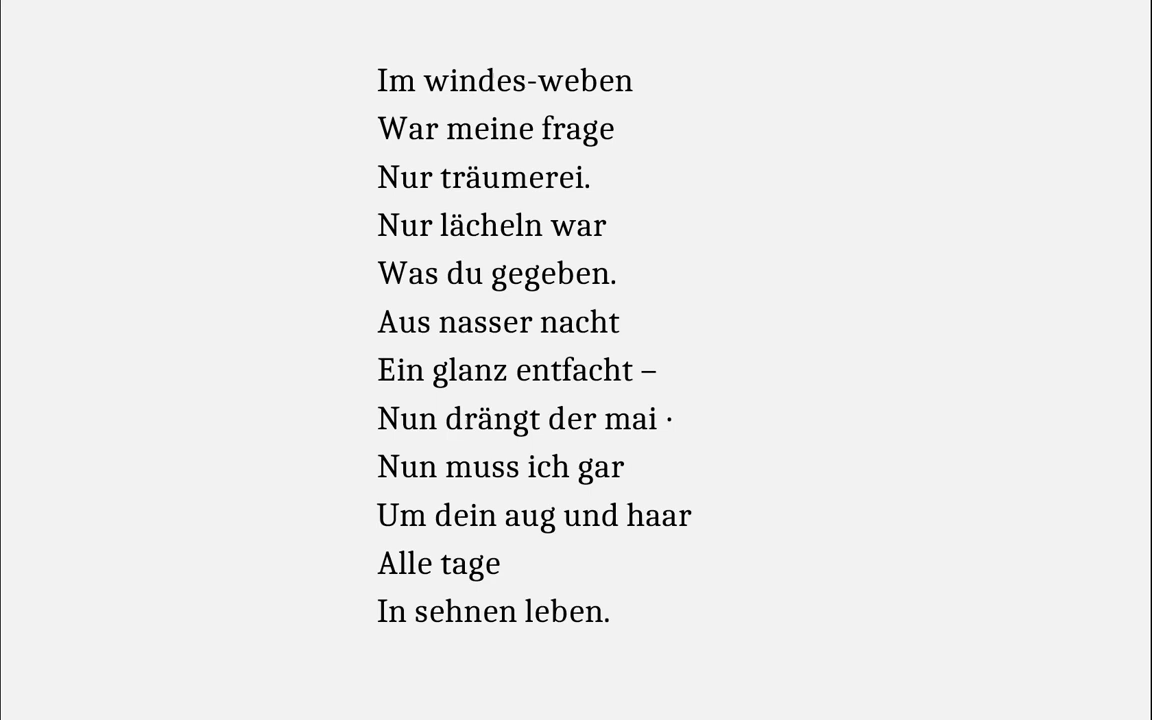 Im windes-weben
War meine frage
Nur träumerei.
Nur lächeln war
Was du gegeben.
Aus nasser nacht
Ein glanz entfacht –
Nun drängt der mai ·
Nun muss ich gar
Um dein aug und haar
Alle tage
In sehnen leben.